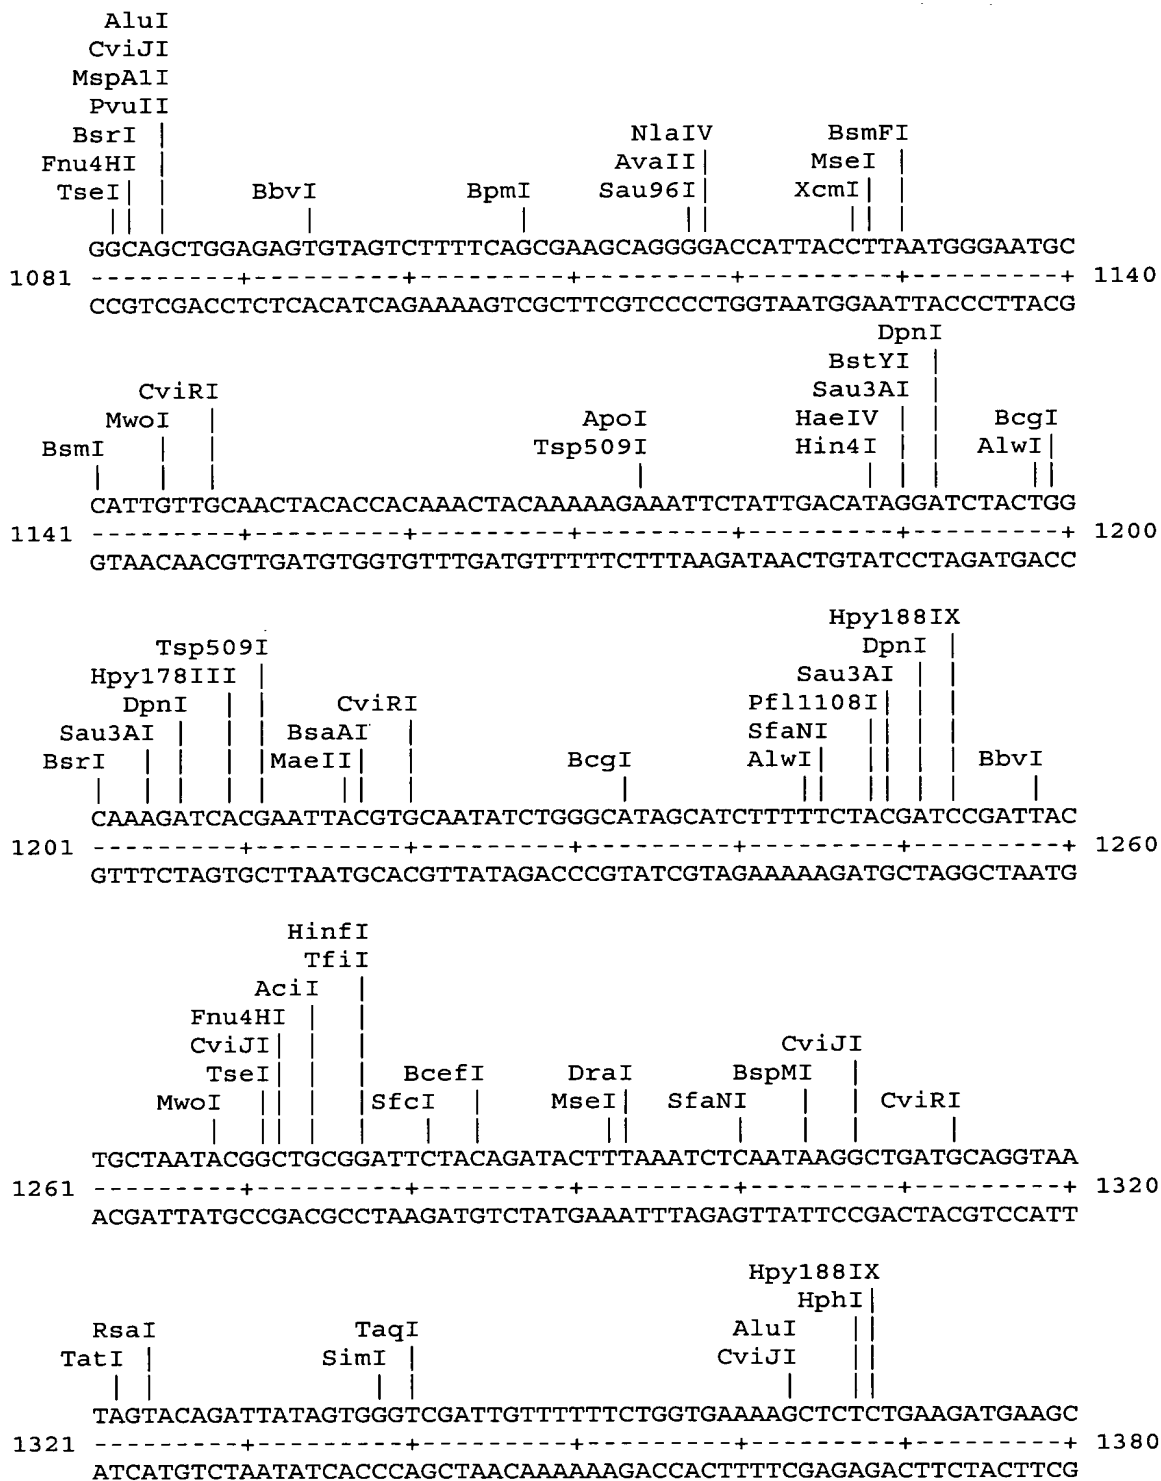 AluI
CviJI
MspA1I
PvuII
BsrI | NlaIV BsmFI
Fnu4HI | AvaII| MseI |
TseI| | BbvI BpmI Sau96I| XcmI| |
|| | | | || || |
GGCAGCTGGAGAGTGTAGTCTTTTCAGCGAAGCAGGGGACCATTACCTTAATGGGAATGC
1081 ---------+---------+---------+---------+---------+---------+ 1140
CCGTCGACCTCTCACATCAGAAAAGTCGCTTCGTCCCCTGGTAATGGAATTACCCTTACG
DpnI
BstYI |
CviRI Sau3AI |
MwoI | ApoI HaeIV | | BcgI
BsmI | | Tsp509I Hin4I | | AlwI|
| | | | | | | ||
CATTGTTGCAACTACACCACAAACTACAAAAAGAAATTCTATTGACATAGGATCTACTGG
1141 ---------+---------+---------+---------+---------+---------+ 1200
GTAACAACGTTGATGTGGTGTTTGATGTTTTTCTTTAAGATAACTGTATCCTAGATGACC
Hpy188IX
Tsp509I DpnI |
Hpy178III | Sau3AI | |
DpnI | | CviRI Pfl1108I| | |
Sau3AI | | | BsaAI | SfaNI || | |
BsrI | | | | MaeII| | BcgI AlwI| || | | BbvI
| | | | | || | | || || | | |
CAAAGATCACGAATTACGTGCAATATCTGGGCATAGCATCTTTTTCTACGATCCGATTAC
1201 ---------+---------+---------+---------+---------+---------+ 1260
GTTTCTAGTGCTTAATGCACGTTATAGACCCGTATCGTAGAAAAAGATGCTAGGCTAATG
HinfI
TfiI
AciI |
Fnu4HI | |
CviJI| | | CviJI
TseI| | | BcefI DraI BspMI |
MwoI || | | SfcI | MseI| SfaNI | | CviRI
| || | | | | || | | | |
TGCTAATACGGCTGCGGATTCTACAGATACTTTAAATCTCAATAAGGCTGATGCAGGTAA
1261 ---------+---------+---------+---------+---------+---------+ 1320
ACGATTATGCCGACGCCTAAGATGTCTATGAAATTTAGAGTTATTCCGACTACGTCCATT
Hpy188IX
HphI|
RsaI TaqI AluI ||
TatI | SimI | CviJI ||
| | | | | ||
TAGTACAGATTATAGTGGGTCGATTGTTTTTTCTGGTGAAAAGCTCTCTGAAGATGAAGC
1321 ---------+---------+---------+---------+---------+---------+ 1380
ATCATGTCTAATATCACCCAGCTAACAAAAAAGACCACTTTTCGAGAGACTTCTACTTCG